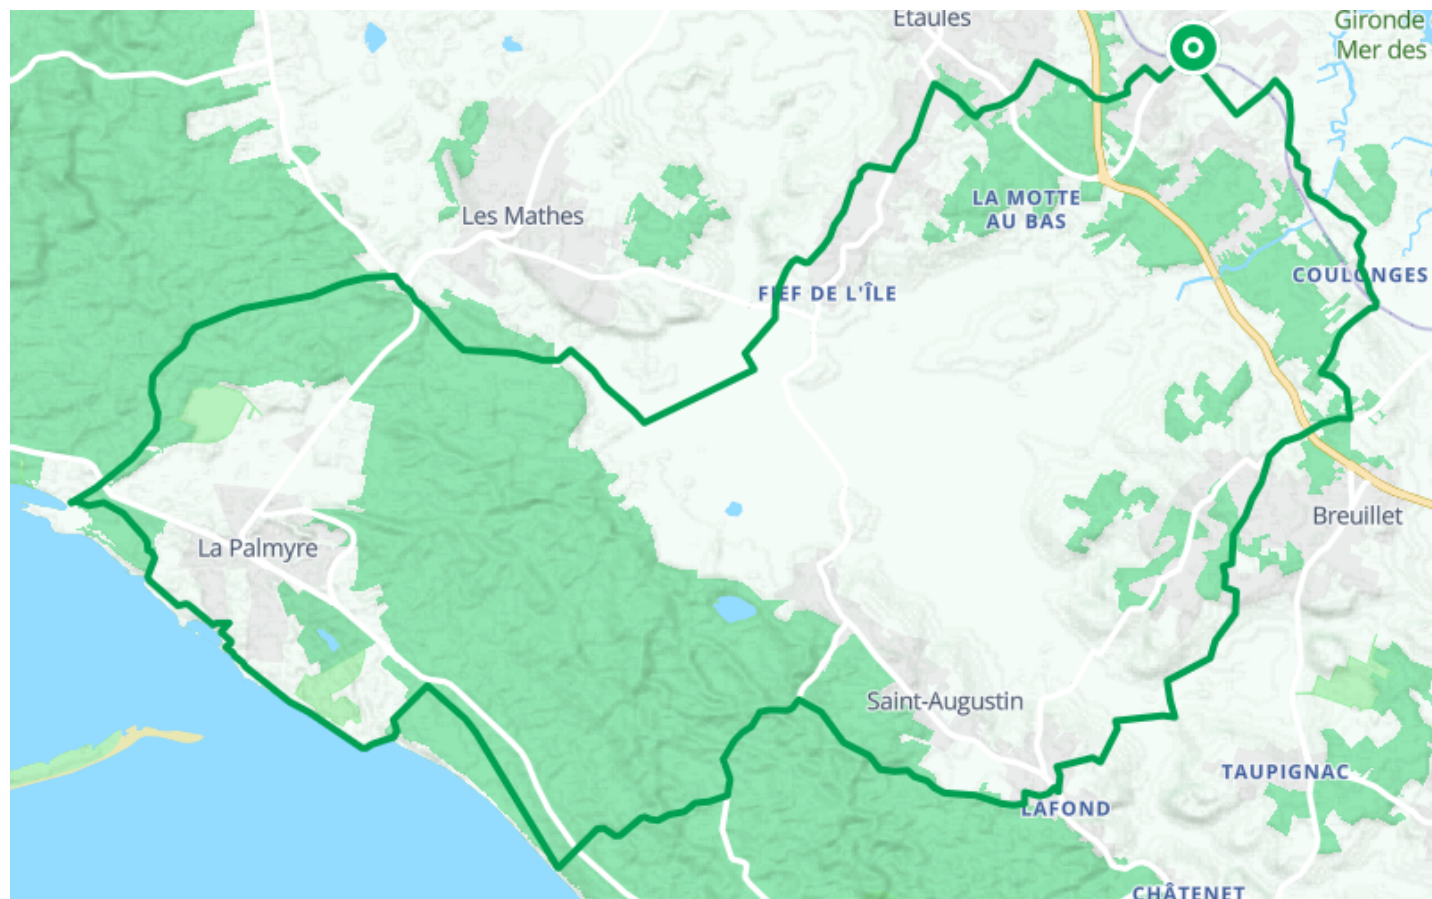 Etaules
Gironde
Mer des
LA MOTTE
AU BAS
Les Mathes
COULONGES
FIEF DE L'ÎLE
Breuillet
La Palmyre
Saint-Augustin
TAUPIGNAC
LAFOND
CHÂTENET